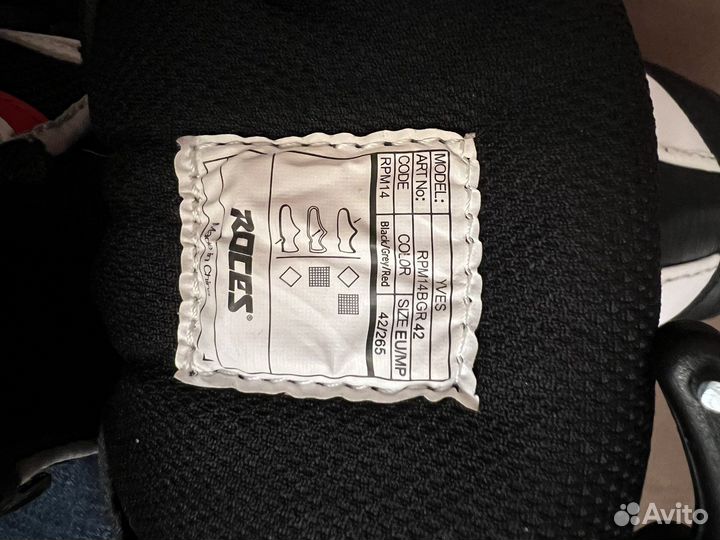 MODEL: YVES
ART No: RPM14BGR 42
CODE COLOR SIZE EU/MP
RPM14 Black/Grey/Red 42/265
ROCES®
Made in China
Avito